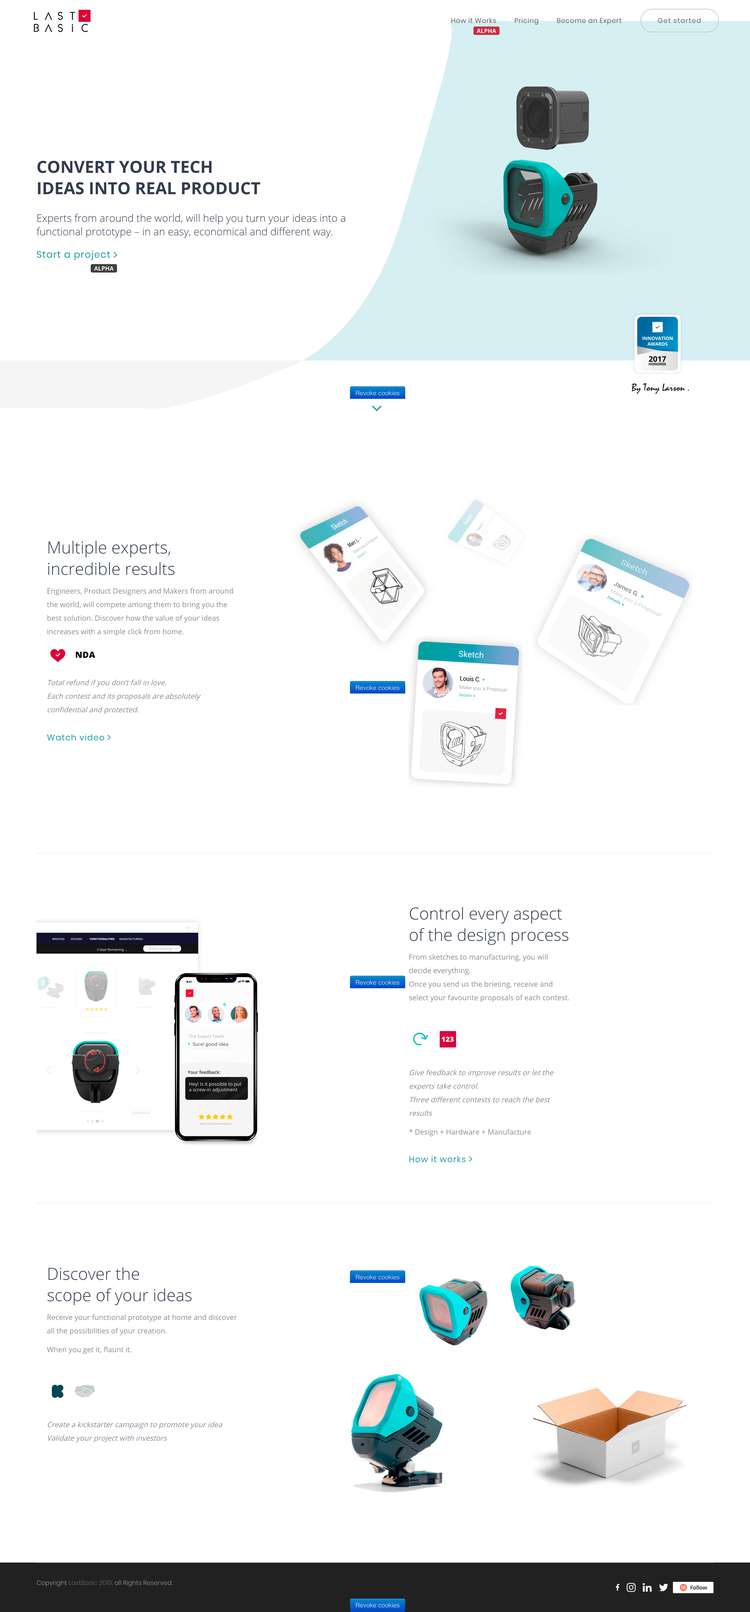 LAST
BASIC
How it Works
ALPHA
Pricing
Become an Expert
Get started
CONVERT YOUR TECH
IDEAS INTO REAL PRODUCT
Experts from around the world, will help you turn your ideas into a
functional prototype – in an easy, economical and different way.
Start a project >
ALPHA
INNOVATION
AWARDS
2017
HONOREE
By Tony Larson .
Revoke cookies
Multiple experts,
incredible results
Engineers, Product Designers and Makers from around
the world, will compete among them to bring you the
best solution. Discover how the value of your ideas
increases with a simple click from home.
NDA
Total refund if you don't fall in love.
Each contest and its proposals are absolutely
confidential and protected.
Watch video >
Sketch
Sketch
James G.
Make you a Proposal
Details >
Sketch
Louis C.
Make you a Proposal
Details >
Revoke cookies
Control every aspect
of the design process
From sketches to manufacturing, you will
decide everything.
Once you send us the briefing, receive and
select your favourite proposals of each contest.
123
Give feedback to improve results or let the
experts take control.
Three different contests to reach the best
results
* Design + Hardware + Manufacture
How it works >
Revoke cookies
FUNCTIONALITIES
MANUFACTURING
The Expert team
Sure! good idea
Your feedback:
Hey! Is it possible to put
a screw in adjustment
Discover the
scope of your ideas
Receive your functional prototype at home and discover
all the possibilities of your creation.
When you get it, flaunt it.
Create a kickstarter campaign to promote your idea
Validate your project with investors
Revoke cookies
Copyright LastBasic 2019. all Rights Reserved.
Follow
Revoke cookies